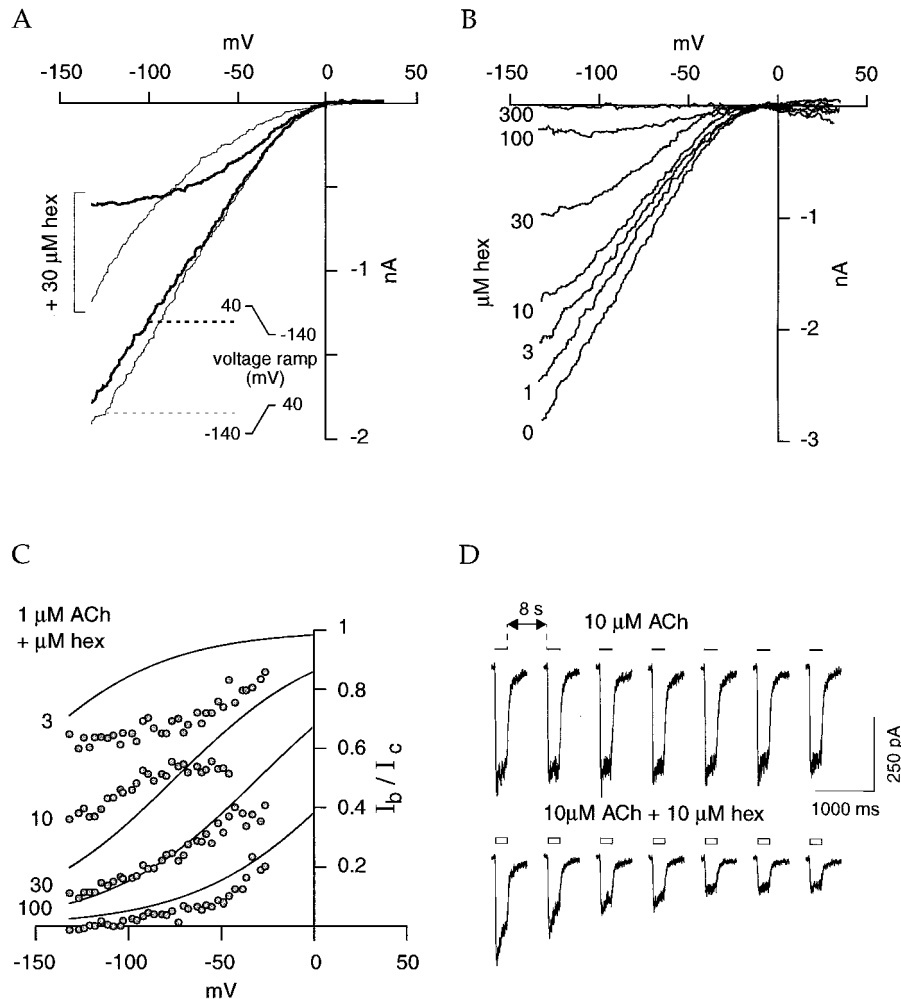 A
mV
-150 -100 -50 0 50
+ 30 µM hex
40
-140
voltage ramp
(mV)
40
-140
-1
nA
-2
B
mV
-150 -100 -50 0 50
300
100
30
10
3
1
0
µM hex
-1
nA
-2
-3
C
1 µM ACh
+ µM hex
3
10
30
100
1
0.8
0.6
0.4
0.2
Ib / Ic
-150 -100 -50 0 50
mV
D
8 s
10 µM ACh
250 pA
1000 ms
10µM ACh + 10 µM hex